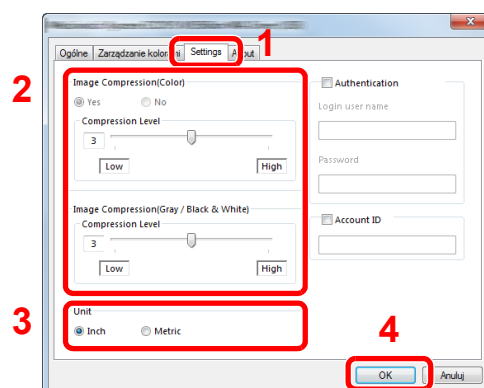 1
Ogólne Zarządzanie kolorami Settings About
2
Image Compression(Color)
Yes No
Compression Level
3
Low High
Image Compression(Gray / Black & White)
Compression Level
3
Low High
Authentication
Login user name
Password
Account ID
3
Unit
Inch Metric
4
OK Anuluj